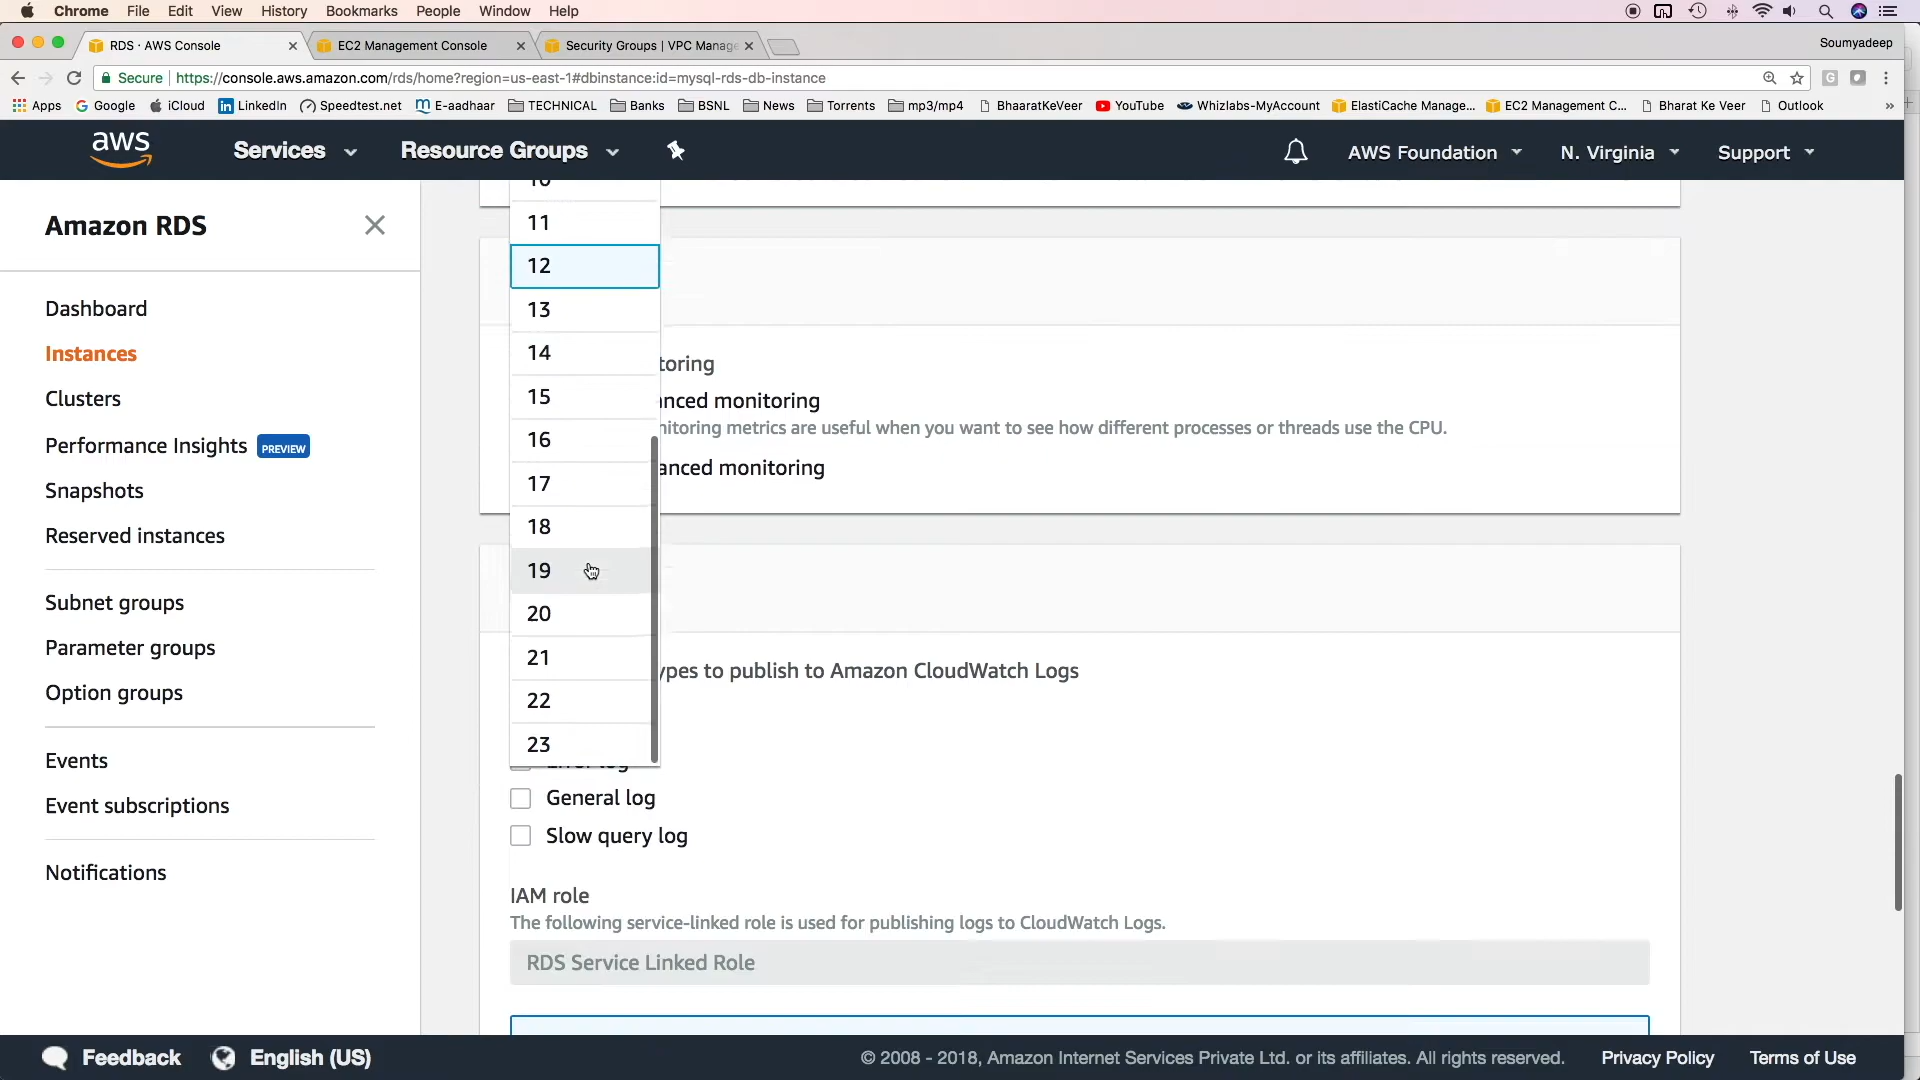 Chrome File Edit View History Bookmarks People Window Help
RDS · AWS Console
EC2 Management Console
Security Groups | VPC Manage
Soumyadeep
Secure | https://console.aws.amazon.com/rds/home?region=us-east-1#dbinstance:id=mysql-rds-db-instance
Apps Google iCloud LinkedIn Speedtest.net E-aadhaar TECHNICAL Banks BSNL News Torrents mp3/mp4 BhaaratKeVeer YouTube Whizlabs-MyAccount ElastiCache Manage... EC2 Management C... Bharat Ke Veer Outlook »
aws Services Resource Groups AWS Foundation N. Virginia Support
Amazon RDS
Dashboard
Instances
Clusters
Performance Insights PREVIEW
Snapshots
Reserved instances
Subnet groups
Parameter groups
Option groups
Events
Event subscriptions
Notifications
10
11
12
13
14
15
16
17
18
19
20
21
22
23
toring
anced monitoring
nitoring metrics are useful when you want to see how different processes or threads use the CPU.
anced monitoring
ypes to publish to Amazon CloudWatch Logs
Error log
General log
Slow query log
IAM role
The following service-linked role is used for publishing logs to CloudWatch Logs.
RDS Service Linked Role
Feedback English (US) © 2008 - 2018, Amazon Internet Services Private Ltd. or its affiliates. All rights reserved. Privacy Policy Terms of Use